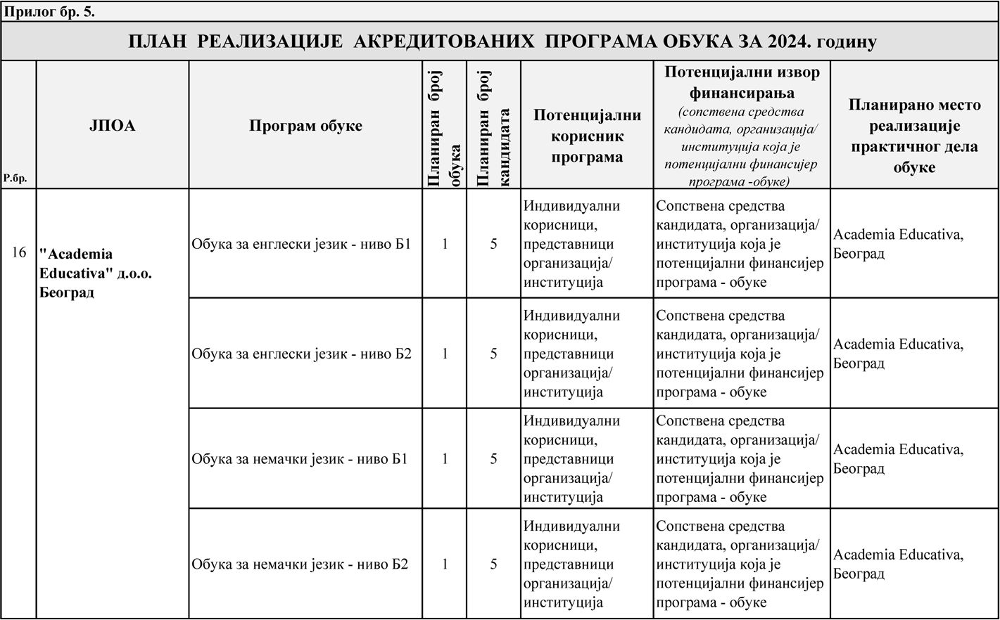 Прилог бр. 5.
ПЛАН РЕАЛИЗАЦИЈЕ АКРЕДИТОВАНИХ ПРОГРАМА ОБУКА ЗА 2024. годину
Р.бр.
ЈПОА
Програм обуке
Планиран број
обука
Планиран број
кандидата
Потенцијални
корисник
програма
Потенцијални извор
финансирања
(сопствена средства
кандидата, организација/
институција која је
потенцијални финансијер
програма -обуке)
Планирано место
реализације
практичног дела
обуке
16
"Academia
Educativa" д.о.о.
Београд
Обука за енглески језик - ниво Б1
1
5
Индивидуални
корисници,
представници
организација/
институција
Сопствена средства
кандидата, организација/
институција која је
потенцијални финансијер
програма - обуке
Academia Educativa,
Београд
Обука за енглески језик - ниво Б2
1
5
Индивидуални
корисници,
представници
организација/
институција
Сопствена средства
кандидата, организација/
институција која је
потенцијални финансијер
програма - обуке
Academia Educativa,
Београд
Обука за немачки језик - ниво Б1
1
5
Индивидуални
корисници,
представници
организација/
институција
Сопствена средства
кандидата, организација/
институција која је
потенцијални финансијер
програма - обуке
Academia Educativa,
Београд
Обука за немачки језик - ниво Б2
1
5
Индивидуални
корисници,
представници
организација/
институција
Сопствена средства
кандидата, организација/
институција која је
потенцијални финансијер
програма - обуке
Academia Educativa,
Београд